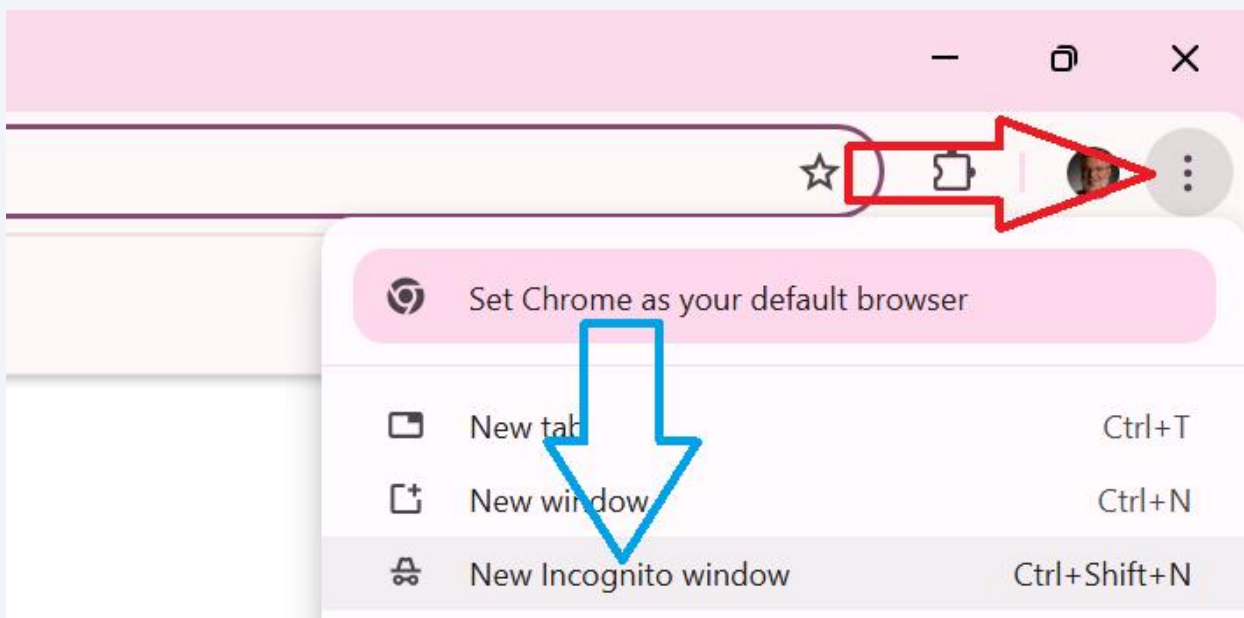 Set Chrome as your default browser
New tab Ctrl+T
New window Ctrl+N
New Incognito window Ctrl+Shift+N